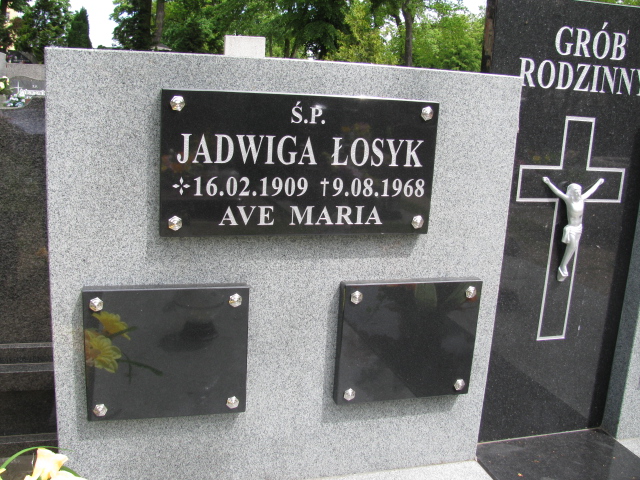 Ś.P.
JADWIGA ŁOSYK
✧16.02.1909 †9.08.1968
AVE MARIA
GRÓB
RODZINNY